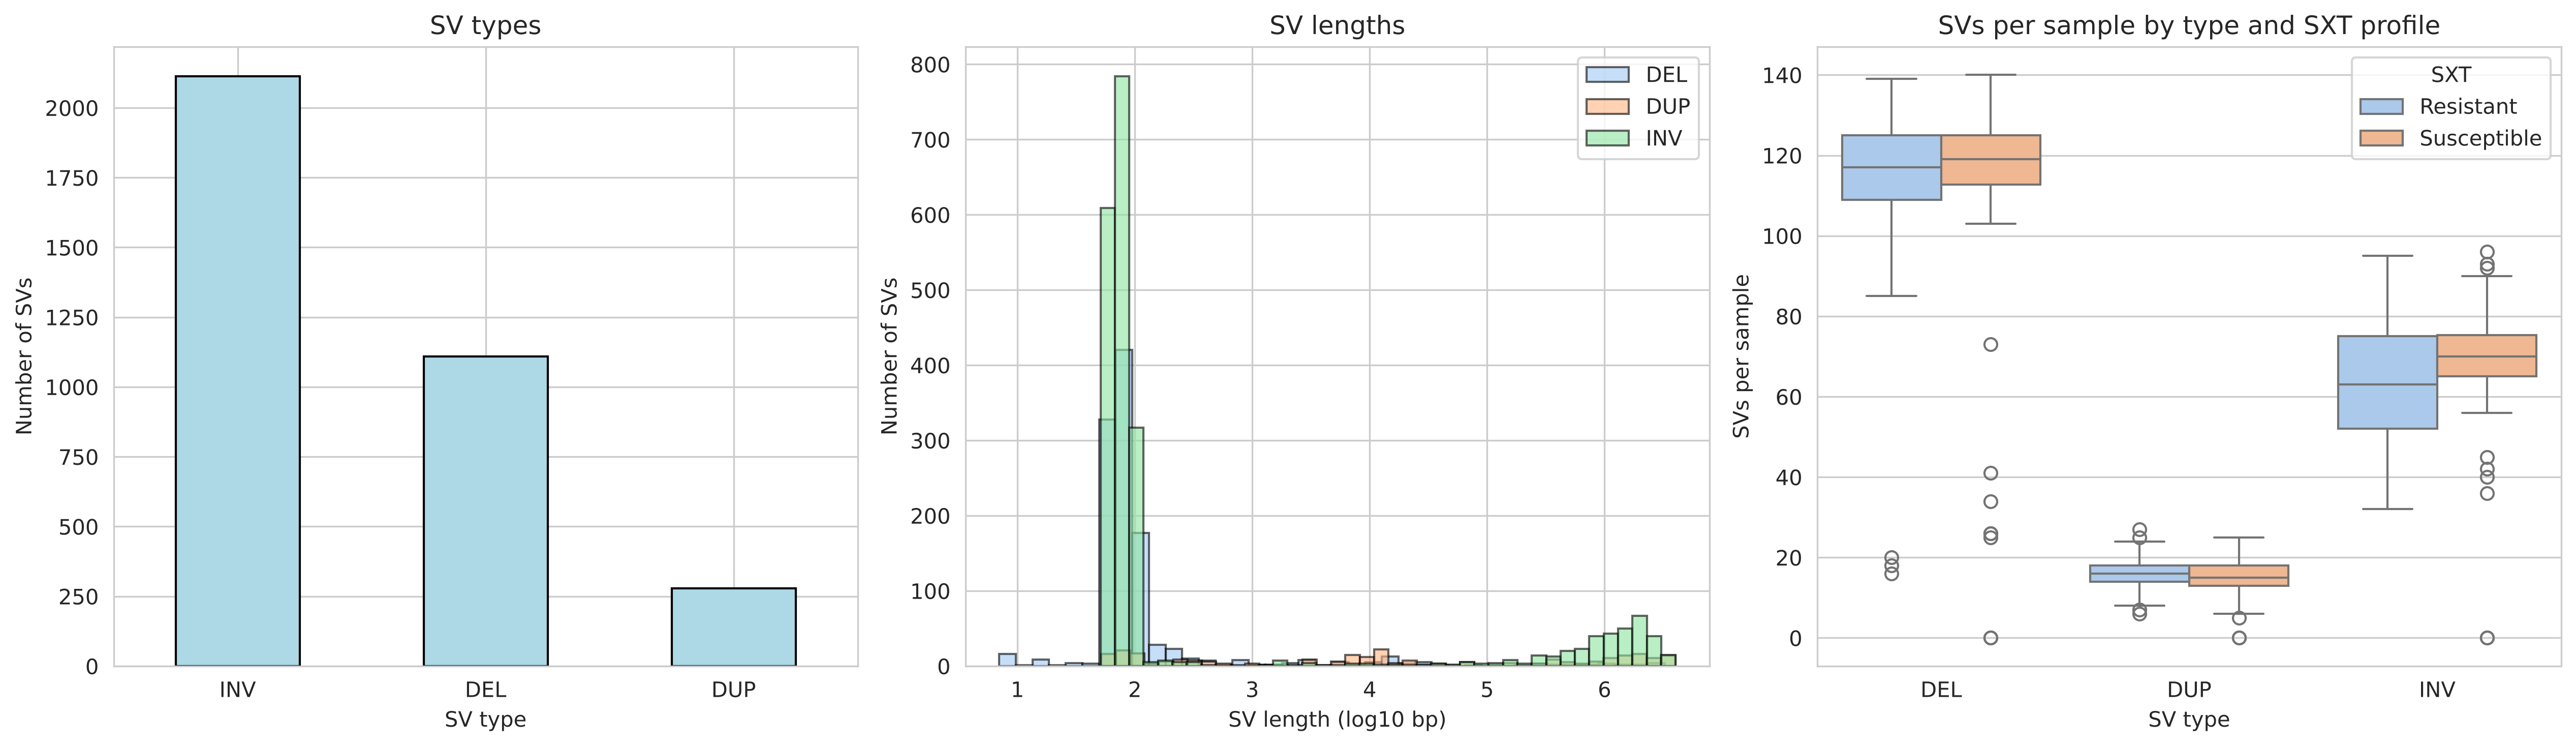 SV types
Number of SVs
2000
1750
1500
1250
1000
750
500
250
0
INV
DEL
DUP
SV type
SV lengths
Number of SVs
800
700
600
500
400
300
200
100
0
1
2
3
4
5
6
SV length (log10 bp)
DEL
DUP
INV
SVs per sample by type and SXT profile
SVs per sample
140
120
100
80
60
40
20
0
DEL
DUP
INV
SV type
SXT
Resistant
Susceptible